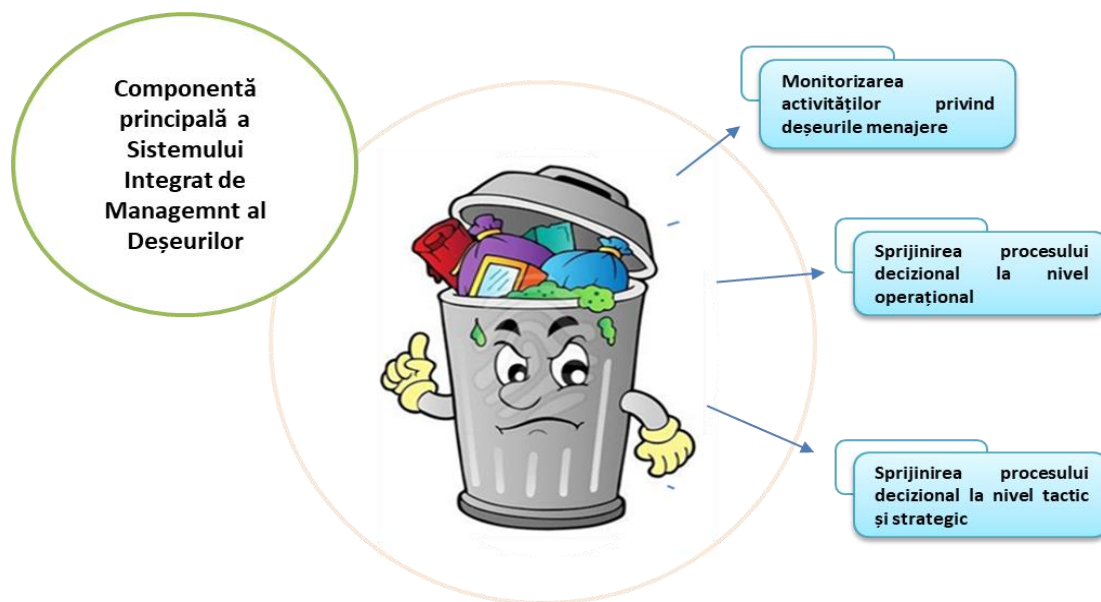 Componentă
principală a
Sistemului
Integrat de
Managemnt al
Deșeurilor
Monitorizarea
activităților privind
deșeurile menajere
Sprijinirea procesului
decizional la nivel
operațional
Sprijinirea procesului
decizional la nivel tactic
și strategic